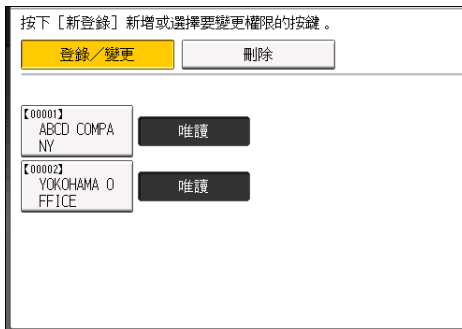 按下［新登錄］新增或選擇要變更權限的按鍵。
登錄／變更 刪除
【00001】
ABCD COMPA
NY
唯讀
【00002】
YOKOHAMA O
FFICE
唯讀